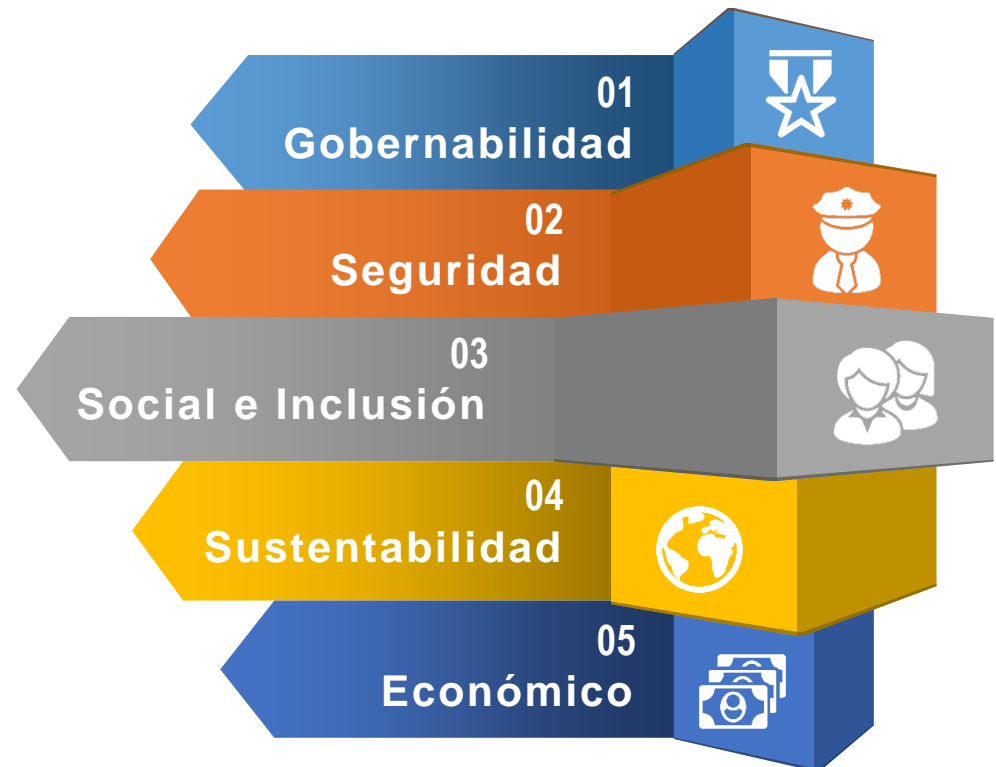 01
Gobernabilidad
02
Seguridad
03
Social e Inclusión
04
Sustentabilidad
05
Económico